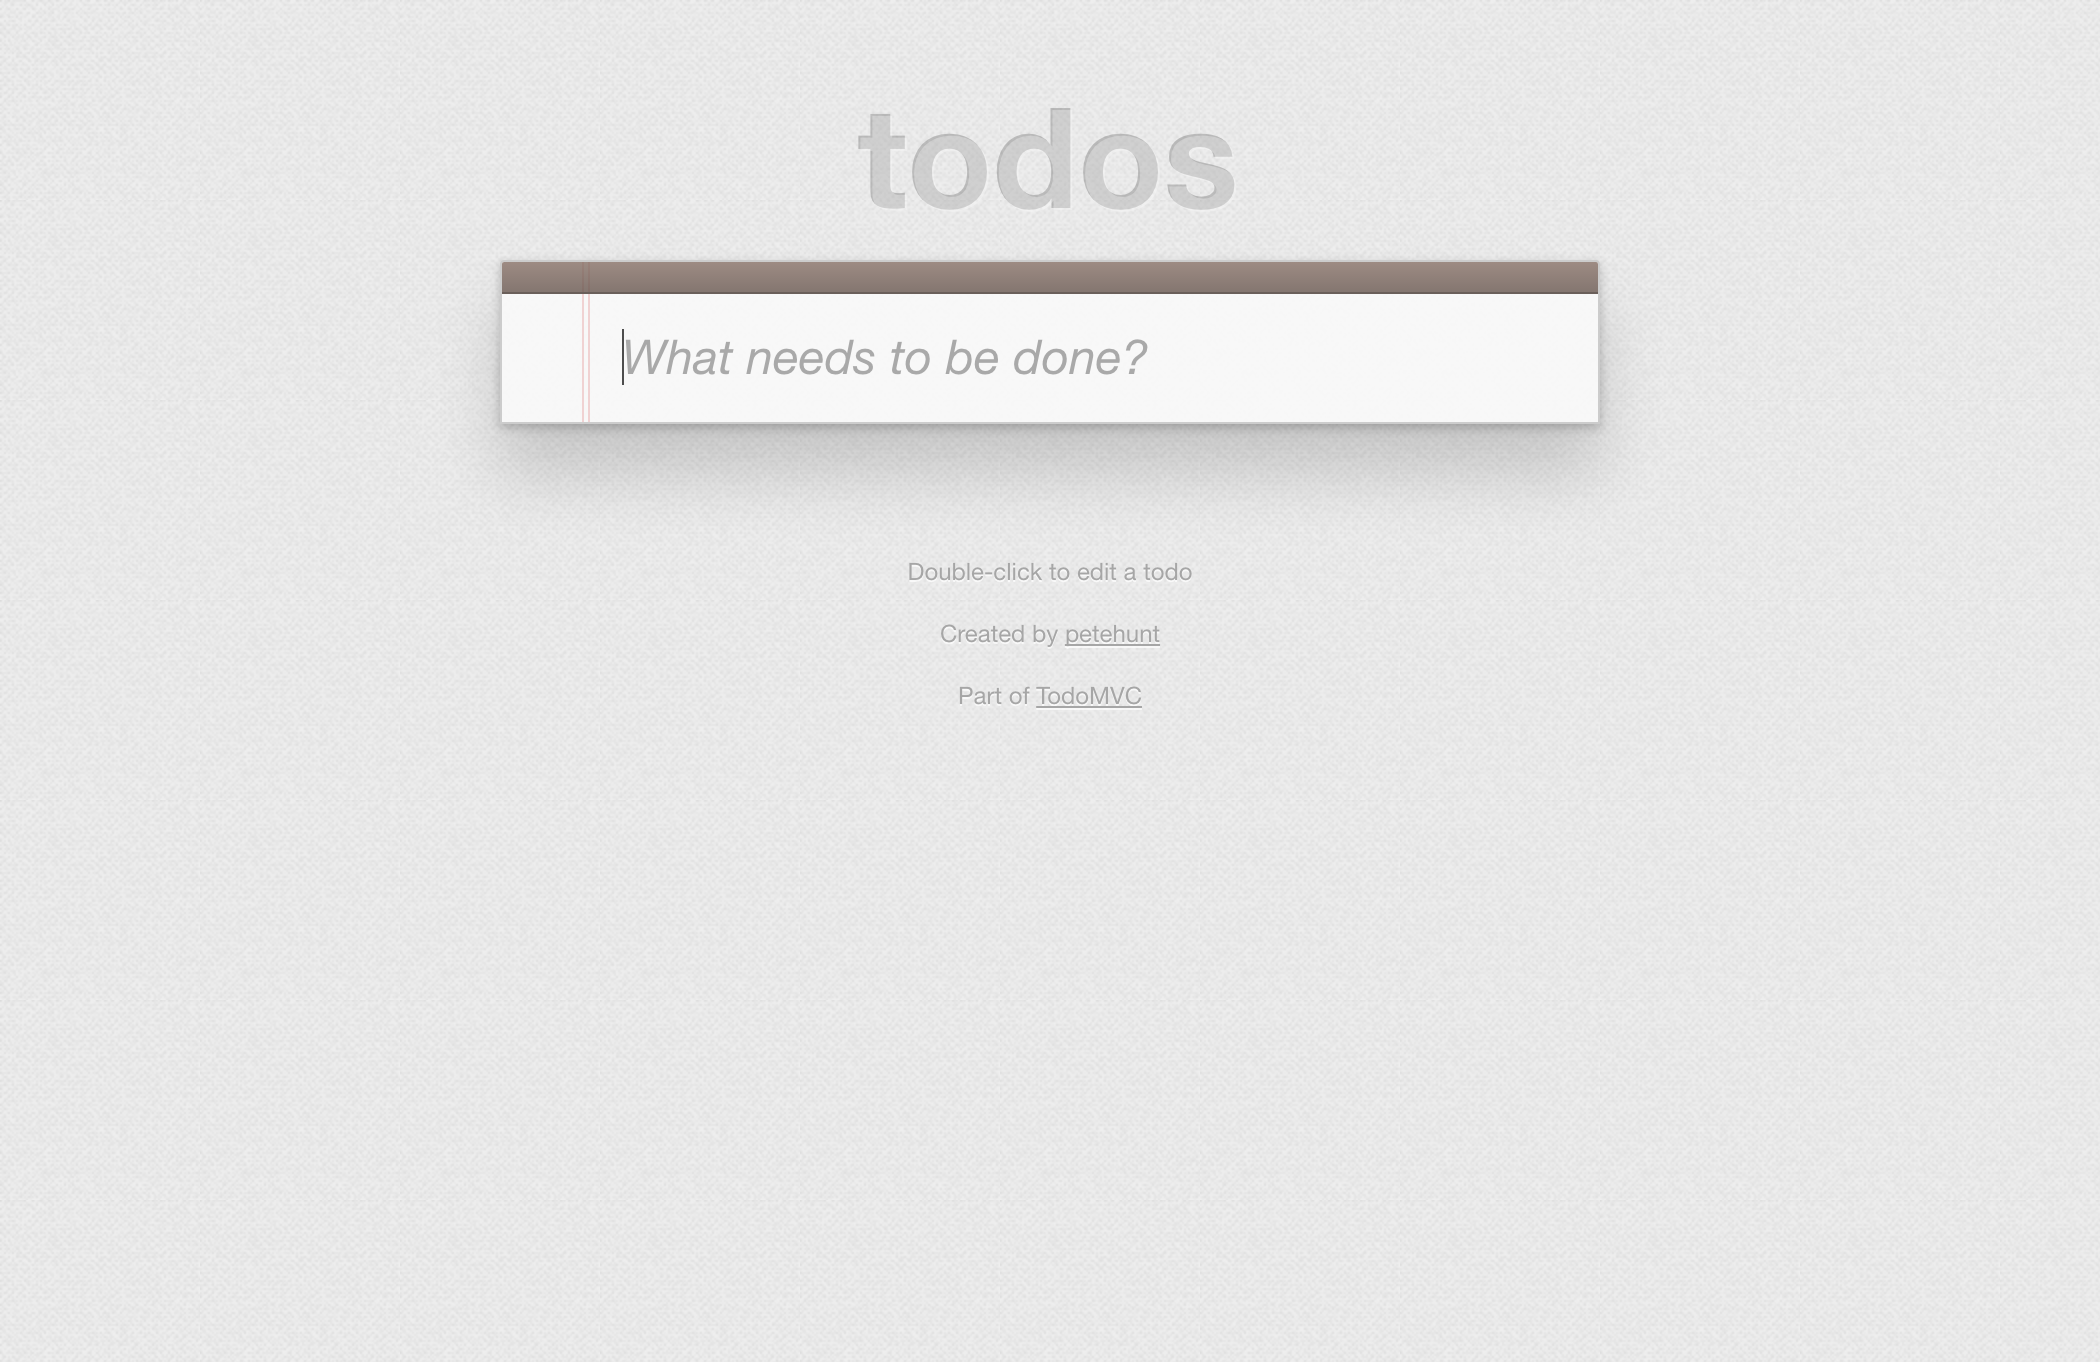 todos
What needs to be done?
Double-click to edit a todo
Created by petehunt
Part of TodoMVC